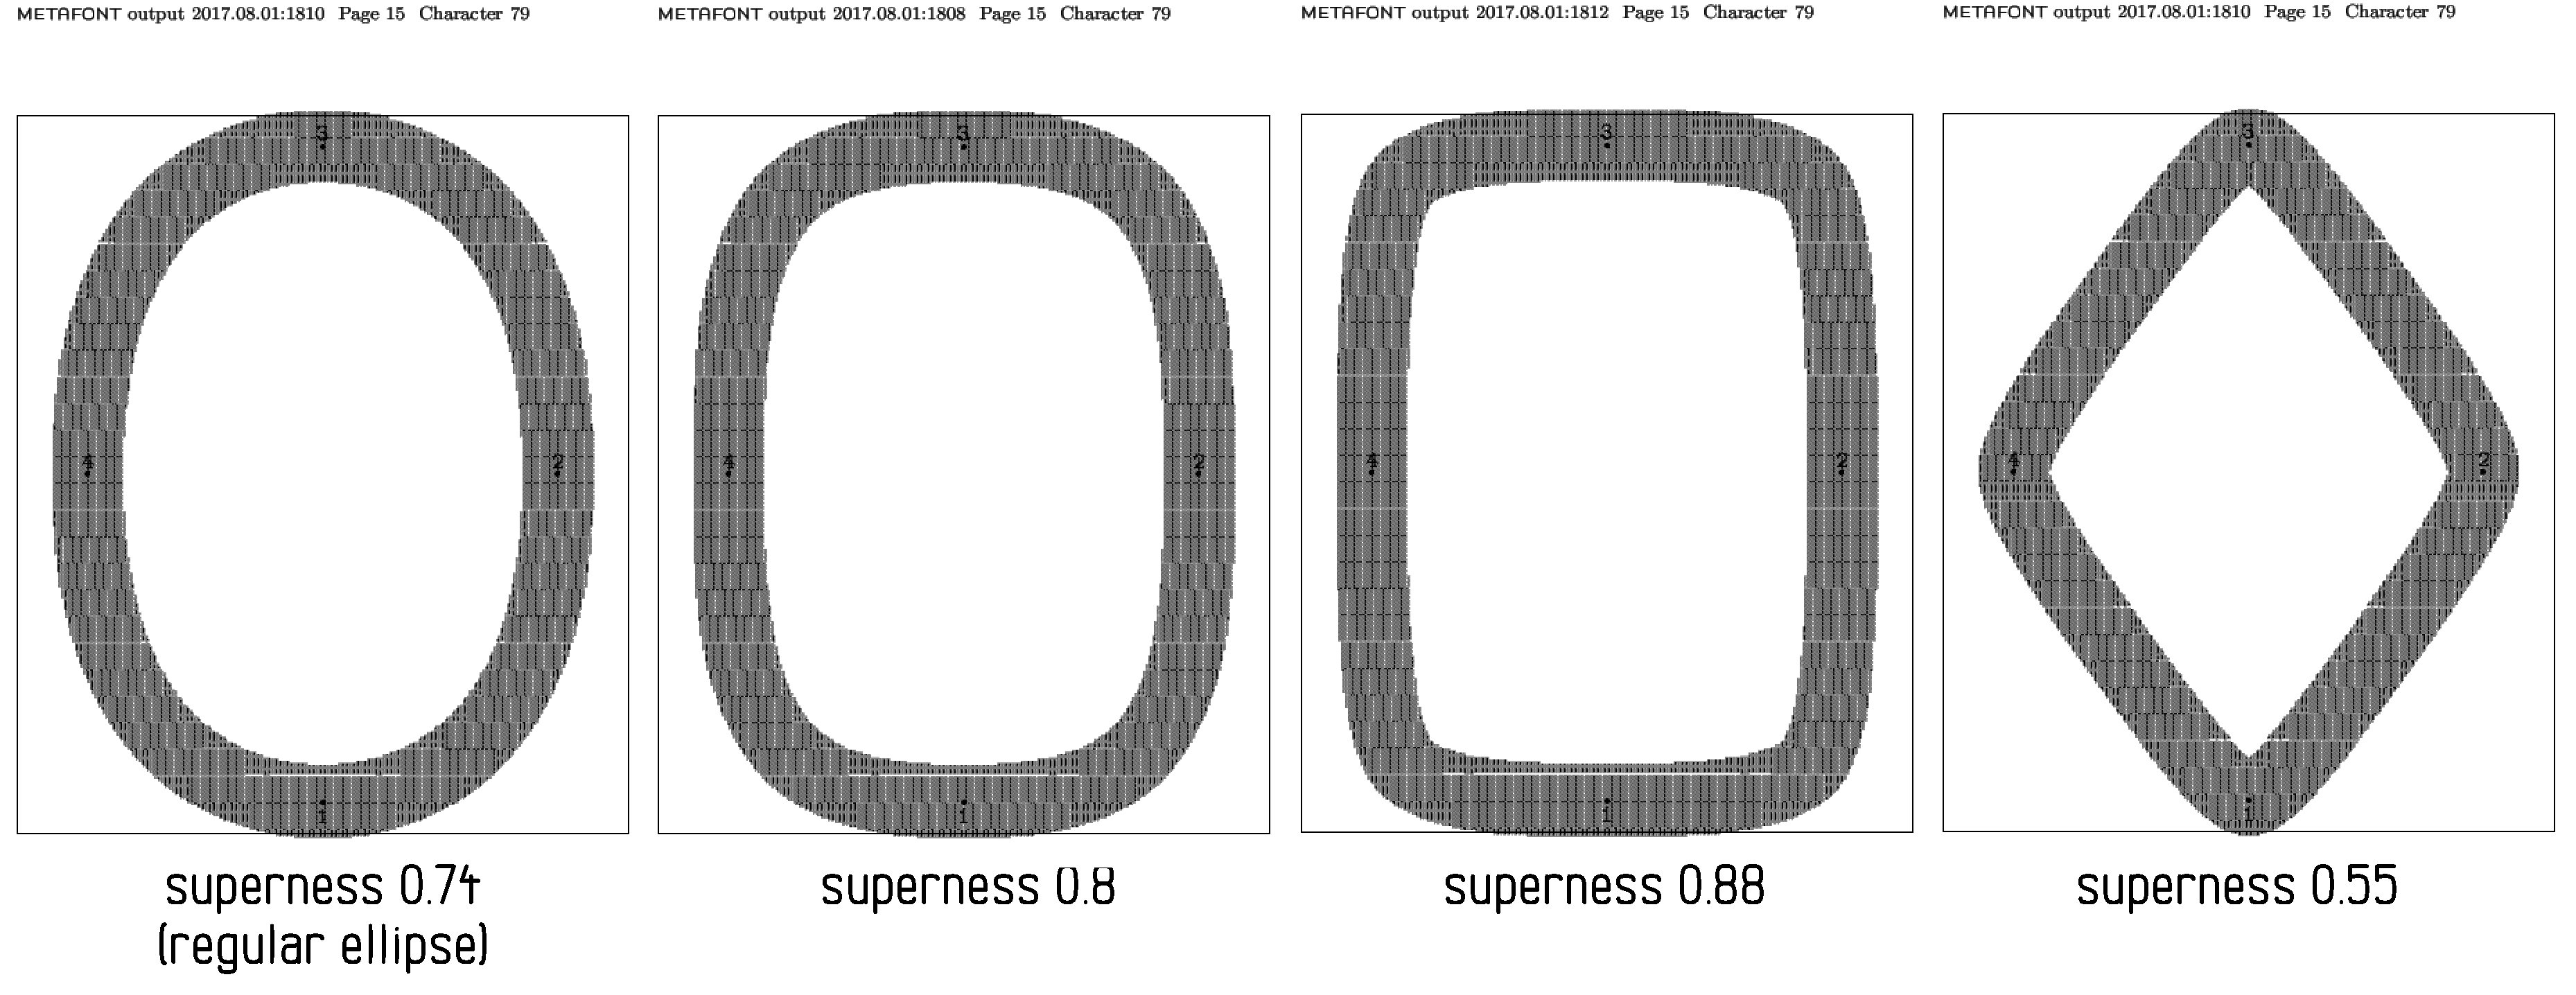 METAFONT output 2017.08.01:1810 Page 15 Character 79
METAFONT output 2017.08.01:1808 Page 15 Character 79
METAFONT output 2017.08.01:1812 Page 15 Character 79
METAFONT output 2017.08.01:1810 Page 15 Character 79
3
4
2
1
3
4
2
1
3
4
2
1
3
4
2
1
superness 0.74
(regular ellipse)
superness 0.8
superness 0.88
superness 0.55